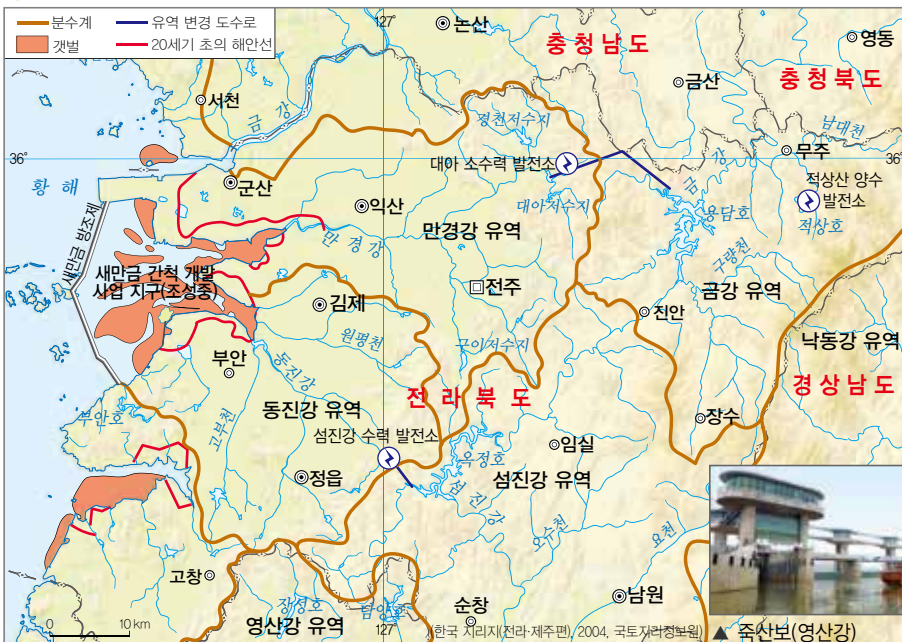 분수계
유역 변경 도수로
갯벌
20세기 초의 해안선
127°
논산
충청남도
영동
충청북도
금산
서천
금강
경천저수지
남대천
무주
36°
36°
대아 소수력 발전소
금강
적상산 양수
발전소
적상호
황해
군산
대아저수지
용담호
익산
만경강
만경강 유역
구량천
새만금 방조제
새만금 간척 개발
사업 지구(조성중)
전주
금강 유역
김제
진안
원평천
구이저수지
낙동강 유역
부안
동진강
전라북도
경상남도
부안호
고부천
동진강 유역
장수
섬진강 수력 발전소
임실
옥정호
정읍
섬진강
섬진강 유역
오수천
요천
고창
장성호
담양호
순창
남원
영산강 유역
127°
0 10 km
(한국 지리지(전라·제주편), 2004, 국토지리정보원)
▲ 죽산보(영산강)